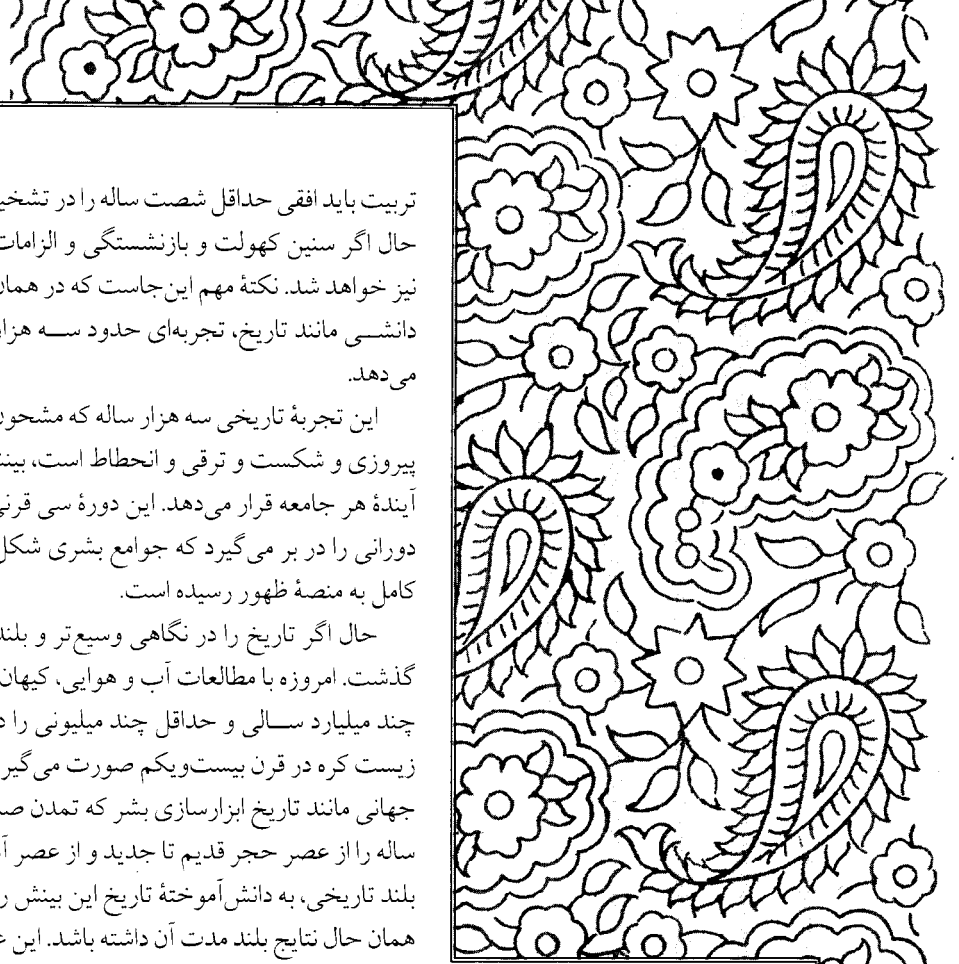 تربیت باید افقی حداقل شصت ساله را در
حال اگر سنین کهولت و بازنشستگی و الزامات
نیز خواهد شد. نکتهٔ مهم این‌جاست که در همان
دانشی مانند تاریخ، تجربه‌ای حدود سه
می‌دهد.
این تجربهٔ تاریخی سه هزار ساله که مشحون
پیروزی و شکست و ترقی و انحطاط است،
آیندهٔ هر جامعه قرار می‌دهد. این دورهٔ سی
دورانی را در بر می‌گیرد که جوامع بشری شکل
کامل به منصهٔ ظهور رسیده است.
حال اگر تاریخ را در نگاهی وسیع‌تر و بلند
گذشت. امروزه با مطالعات آب و هوایی، کیهان
چند میلیارد سالی و حداقل چند میلیونی را
زیست کره در قرن بیست‌ویکم صورت
جهانی مانند تاریخ ابزارسازی بشر که تمدن
ساله را از عصر حجر قدیم تا جدید و از عصر
بلند تاریخی، به دانش‌آموختهٔ تاریخ این بینش
همان حال نتایج بلند مدت آن داشته باشد. این